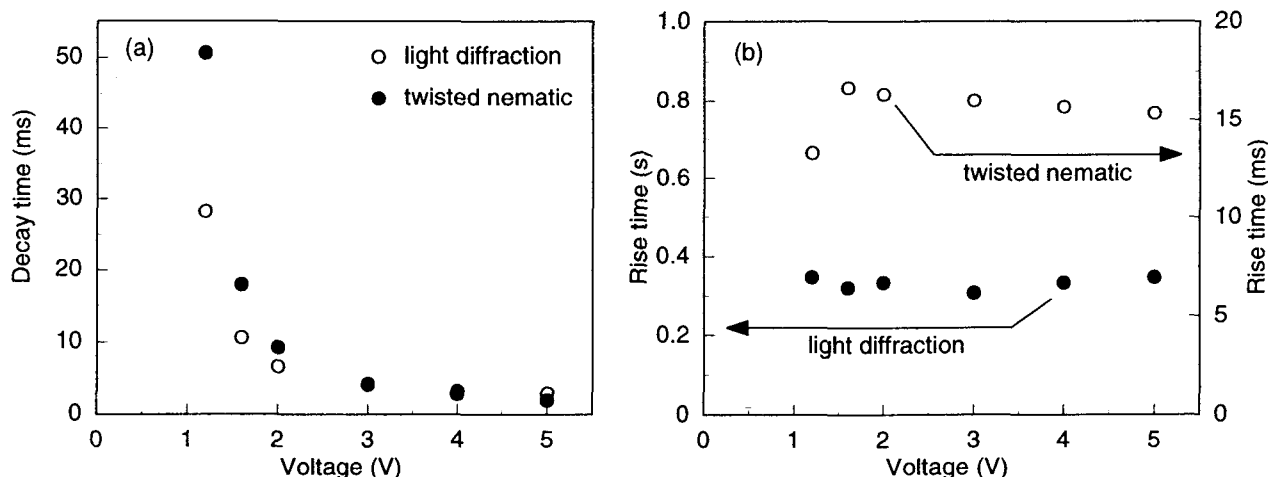 (a)
light diffraction
twisted nematic
Decay time (ms)
50
40
30
20
10
0
0 1 2 3 4 5
Voltage (V)
(b)
Rise time (s)
1.0
0.8
0.6
0.4
0.2
0
twisted nematic
light diffraction
20
15
10
5
0
Rise time (ms)
0 1 2 3 4 5
Voltage (V)